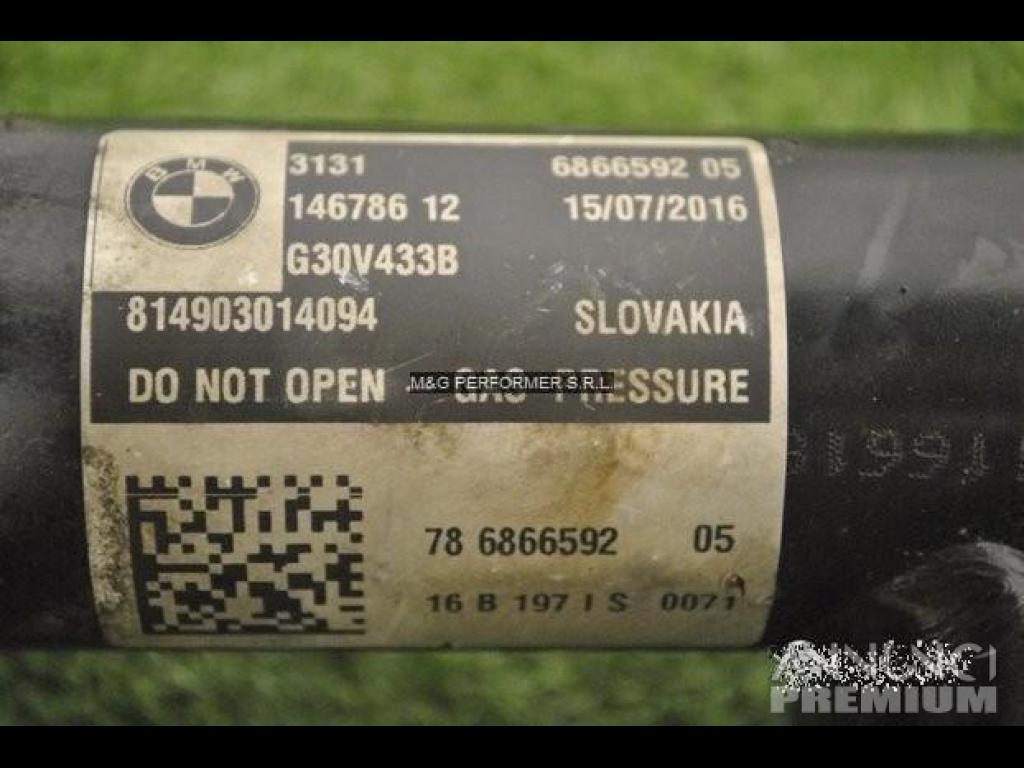 BMW
3131 6866592 05
146786 12 15/07/2016
G30V433B
814903014094 SLOVAKIA
DO NOT OPEN - GAS PRESSURE
M&G PERFORMER S.R.L.
78 6866592 05
16 B 197 I S 0071
PREMIUM